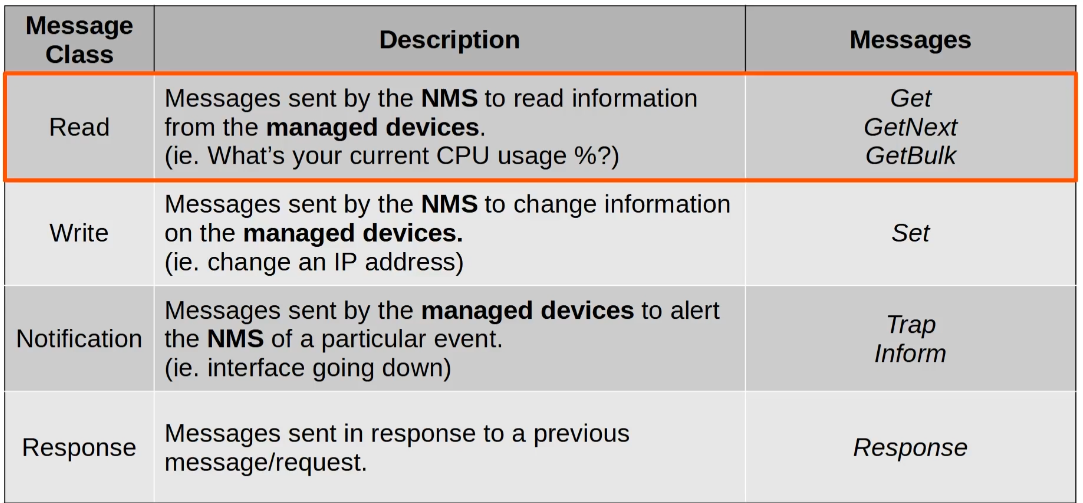 Message
Class
Description
Messages
Read
Messages sent by the NMS to read information
from the managed devices.
(ie. What's your current CPU usage %?)
Get
GetNext
GetBulk
Write
Messages sent by the NMS to change information
on the managed devices.
(ie. change an IP address)
Set
Notification
Messages sent by the managed devices to alert
the NMS of a particular event.
(ie. interface going down)
Trap
Inform
Response
Messages sent in response to a previous
message/request.
Response